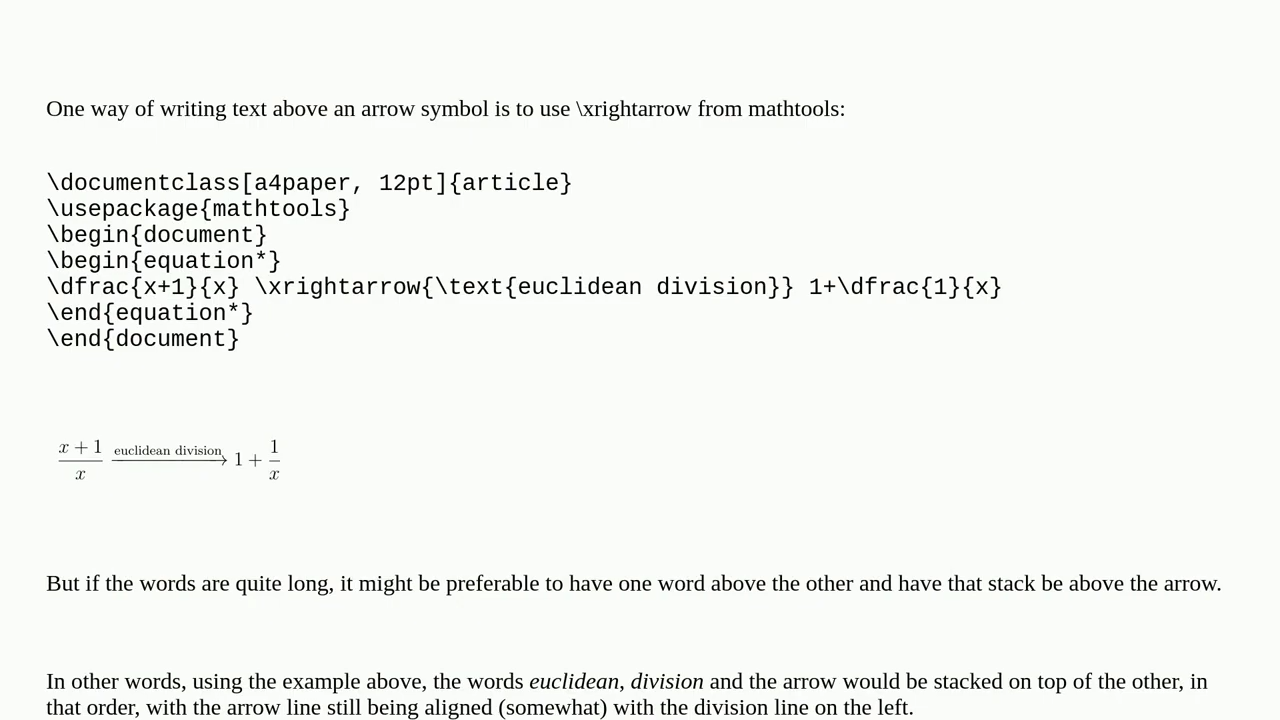 One way of writing text above an arrow symbol is to use \xrightarrow from mathtools:
\documentclass[a4paper, 12pt]{article}
\usepackage{mathtools}
\begin{document}
\begin{equation*}
\dfrac{x+1}{x} \xrightarrow{\text{euclidean division}} 1+\dfrac{1}{x}
\end{equation*}
\end{document}
x + 1
euclidean division
1
1 +
x
x
But if the words are quite long, it might be preferable to have one word above the other and have that stack be above the arrow.
In other words, using the example above, the words euclidean, division and the arrow would be stacked on top of the other, in
that order, with the arrow line still being aligned (somewhat) with the division line on the left.